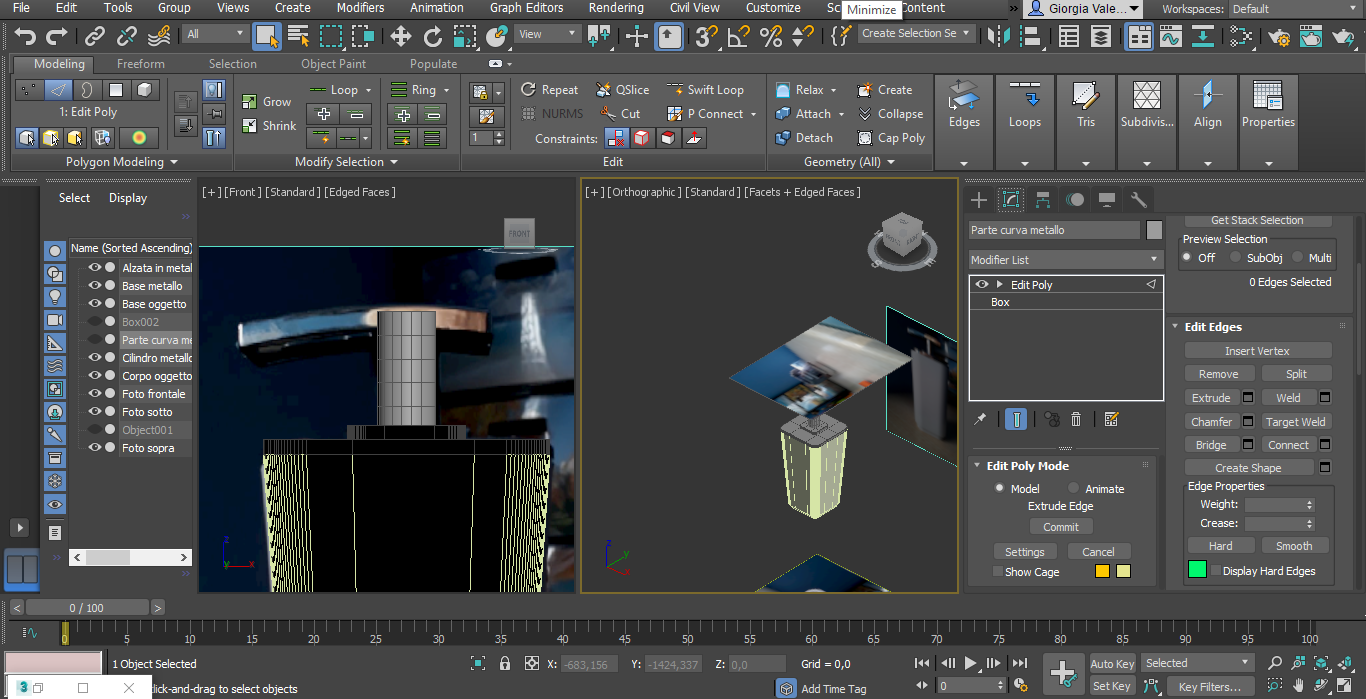 File Edit Tools Group Views Create Modifiers Animation Graph Editors Rendering Civil View Customize Sc Content Giorgia Vale... Workspaces: Default
Minimize
All View Create Selection Se
Modeling Freeform Selection Object Paint Populate
1: Edit Poly
Polygon Modeling
Grow Shrink
Loop Ring
Modify Selection
1
Repeat QSlice Swift Loop
NURMS Cut P Connect
Constraints:
Edit
Relax Create
Attach Collapse
Detach Cap Poly
Geometry (All)
Edges Loops Tris Subdivis... Align Properties
Select Display
Name (Sorted Ascending)
Alzata in metal
Base metallo
Base oggetto
Box002
Parte curva me
Cilindro metallo
Corpo oggetto
Foto frontale
Foto sotto
Object001
Foto sopra
[+] [Front ] [Standard ] [Edged Faces ]
FRONT
z
y x
[+] [Orthographic ] [Standard ] [Facets + Edged Faces ]
z
y
x
Parte curva metallo
Modifier List
Edit Poly
Box
Edit Poly Mode
Model Animate
Extrude Edge
Commit
Settings Cancel
Show Cage
Get Stack Selection
Preview Selection
Off SubObj Multi
0 Edges Selected
Edit Edges
Insert Vertex
Remove Split
Extrude Weld
Chamfer Target Weld
Bridge Connect
Create Shape
Edge Properties
Weight:
Crease:
Hard Smooth
Display Hard Edges
0 / 100
0 5 10 15 20 25 30 35 40 45 50 55 60 65 70 75 80 85 90 95 100
1 Object Selected
X: -683,156 Y: -1424,337 Z: 0,0 Grid = 0,0
Auto Key Selected
lick-and-drag to select objects
Add Time Tag
0
Set Key Key Filters...
3